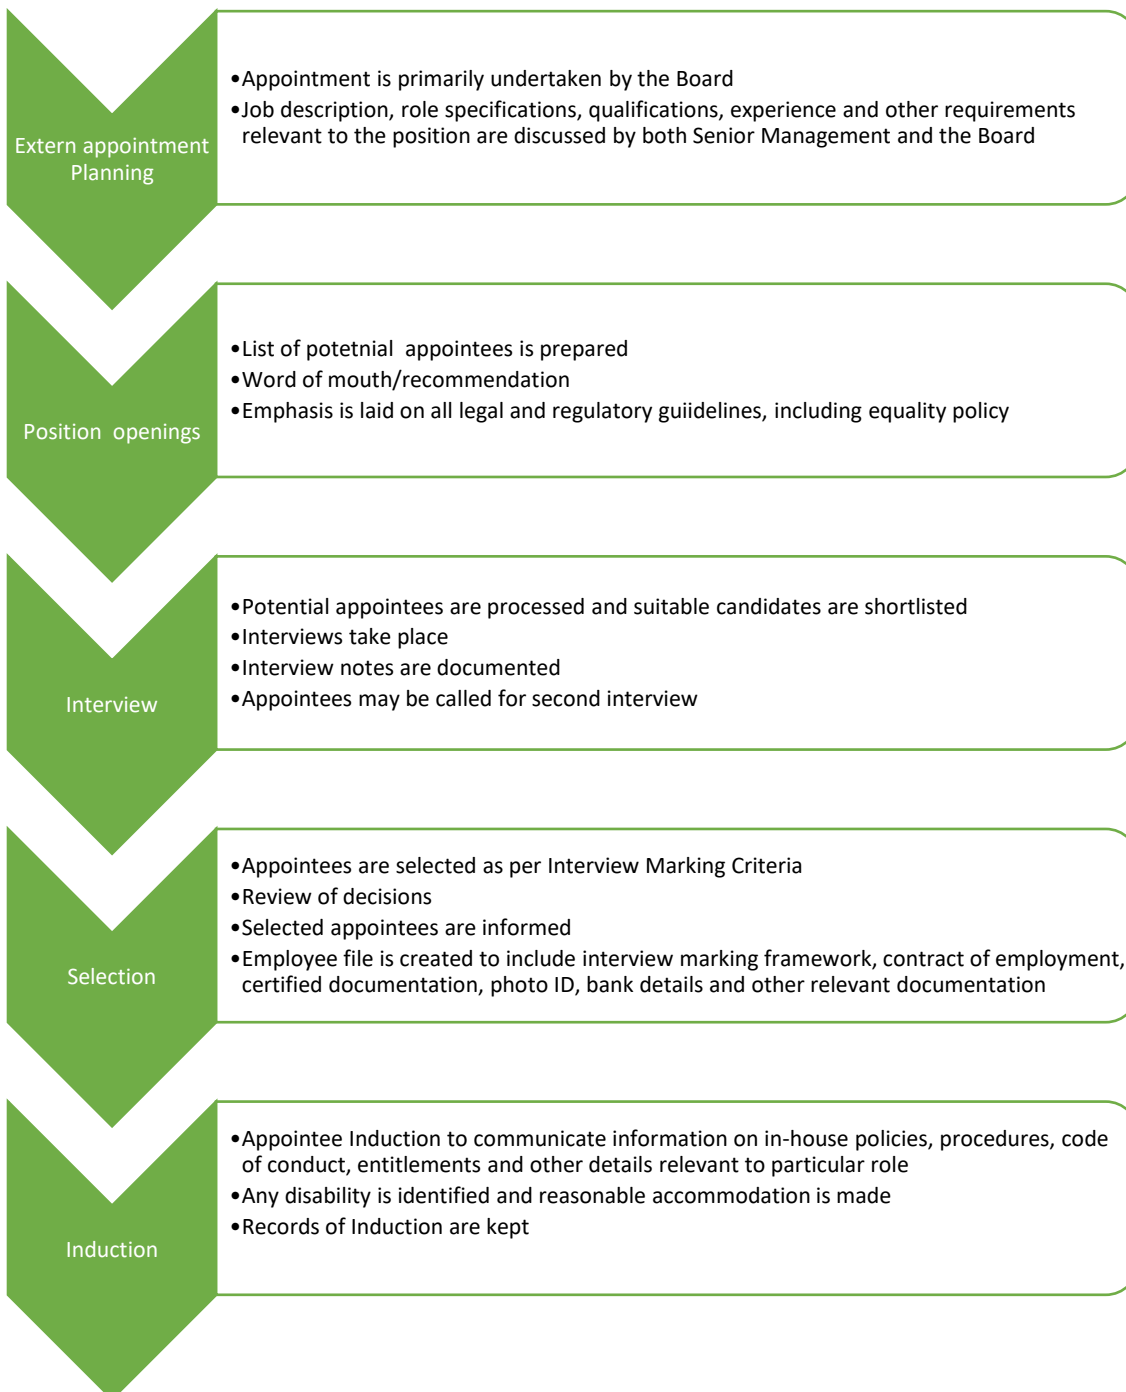 Extern appointment
Planning
•Appointment is primarily undertaken by the Board
•Job description, role specifications, qualifications, experience and other requirements
relevant to the position are discussed by both Senior Management and the Board
Position  openings
•List of potetnial  appointees is prepared
•Word of mouth/recommendation
•Emphasis is laid on all legal and regulatory guiidelines, including equality policy
Interview
•Potential appointees are processed and suitable candidates are shortlisted
•Interviews take place
•Interview notes are documented
•Appointees may be called for second interview
Selection
•Appointees are selected as per Interview Marking Criteria
•Review of decisions
•Selected appointees are informed
•Employee file is created to include interview marking framework, contract of employment,
certified documentation, photo ID, bank details and other relevant documentation
Induction
•Appointee Induction to communicate information on in-house policies, procedures, code
of conduct, entitlements and other details relevant to particular role
•Any disability is identified and reasonable accommodation is made
•Records of Induction are kept